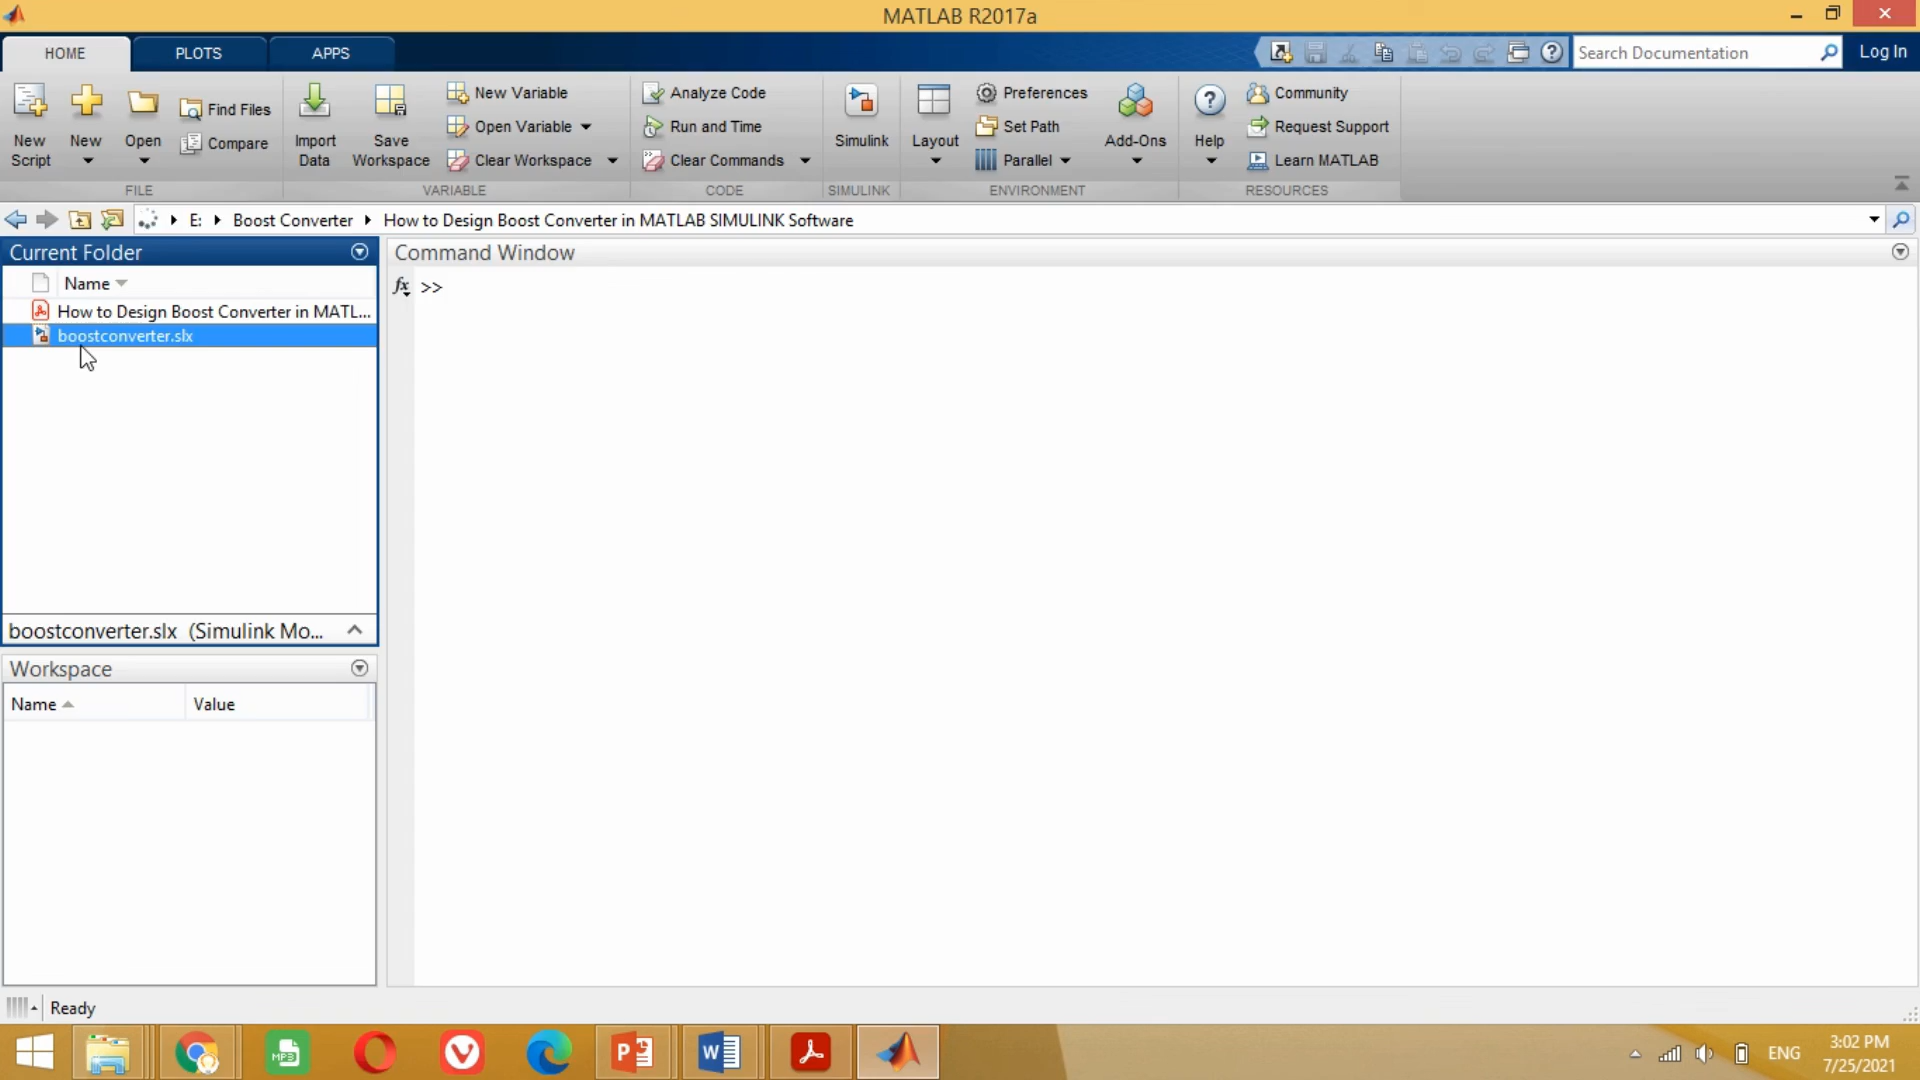 MATLAB R2017a
HOME PLOTS APPS
Search Documentation Log In
New Script
New
Open
Find Files
Compare
FILE
Import Data
Save Workspace
New Variable
Open Variable
Clear Workspace
VARIABLE
Analyze Code
Run and Time
Clear Commands
CODE
Simulink
SIMULINK
Layout
Preferences
Set Path
Parallel
Add-Ons
ENVIRONMENT
Help
Community
Request Support
Learn MATLAB
RESOURCES
E: Boost Converter How to Design Boost Converter in MATLAB SIMULINK Software
Current Folder
Name
How to Design Boost Converter in MATL...
boostconverter.slx
boostconverter.slx (Simulink Mo...
Workspace
Name Value
Command Window
fx >>
Ready
MP3
ENG
3:02 PM
7/25/2021